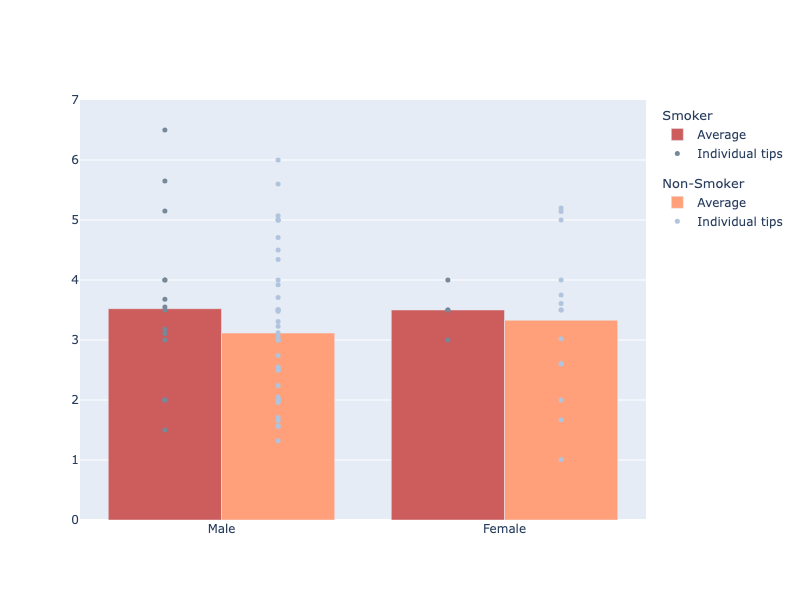 7
6
5
4
3
2
1
0
Male
Female
Smoker
Average
Individual tips
Non-Smoker
Average
Individual tips